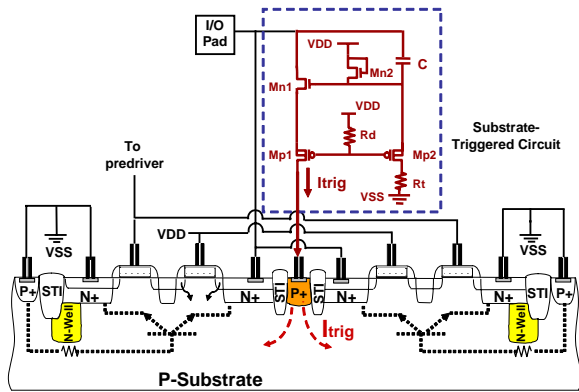 I/O
Pad
VDD
Mn2
C
Mn1
VDD
Rd
Mp1
Mp2
Substrate-
Triggered Circuit
To
predriver
Itrig
Rt
VSS
VSS
VDD
VSS
P+
STI
N+
N+
STI
P+
STI
N+
N+
STI
P+
N-Well
N-Well
Itrig
P-Substrate